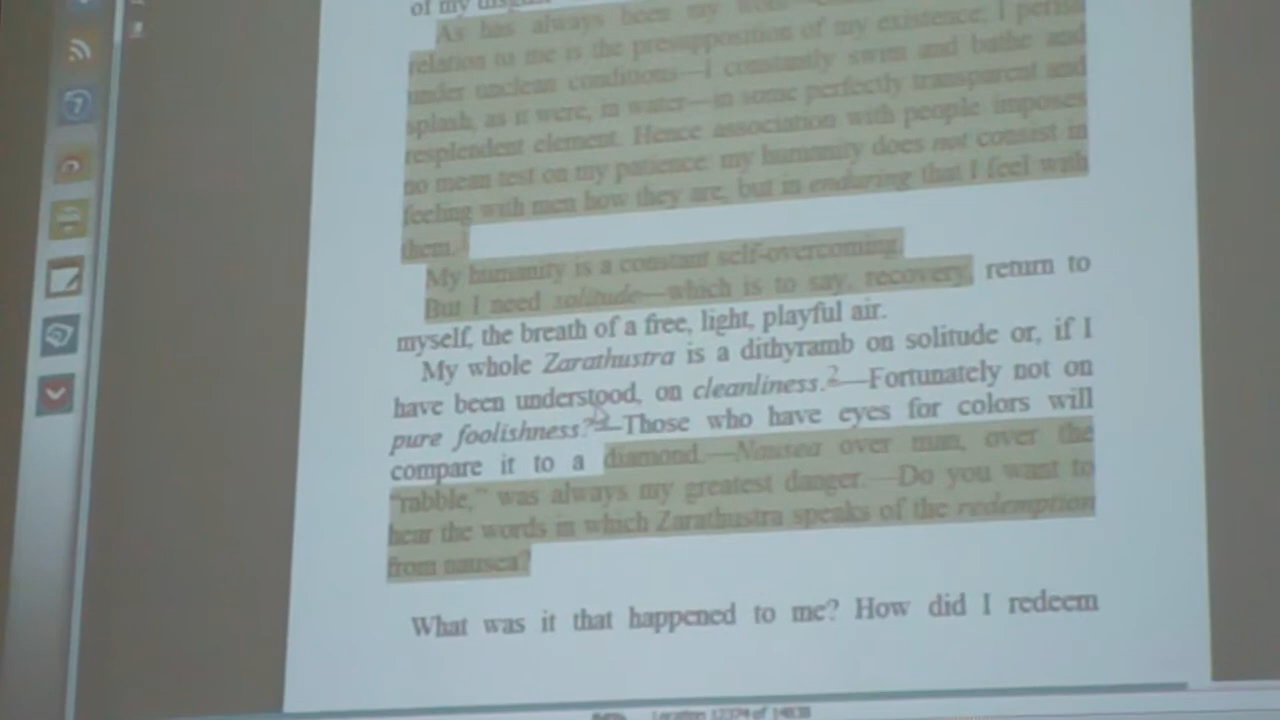 of my
As has always been my
relation to me is the presupposition of my existence; I perish
under unclean conditions—I constantly swim and bathe and
splash, as it were, in water—in some perfectly transparent and
resplendent element. Hence association with people imposes
no mean test on my patience: my humanity does not consist in
feeling with men how they are, but in enduring that I feel with
them.
My humanity is a constant self-overcoming.
But I need solitude—which is to say, recovery, return to
myself, the breath of a free, light, playful air.
My whole Zarathustra is a dithyramb on solitude or, if I
have been understood, on cleanliness.2—Fortunately not on
pure foolishness.—Those who have eyes for colors will
compare it to a diamond.—Nausea over man, over the
“rabble,” was always my greatest danger.—Do you want to
hear the words in which Zarathustra speaks of the redemption
from nausea?
What was it that happened to me? How did I redeem